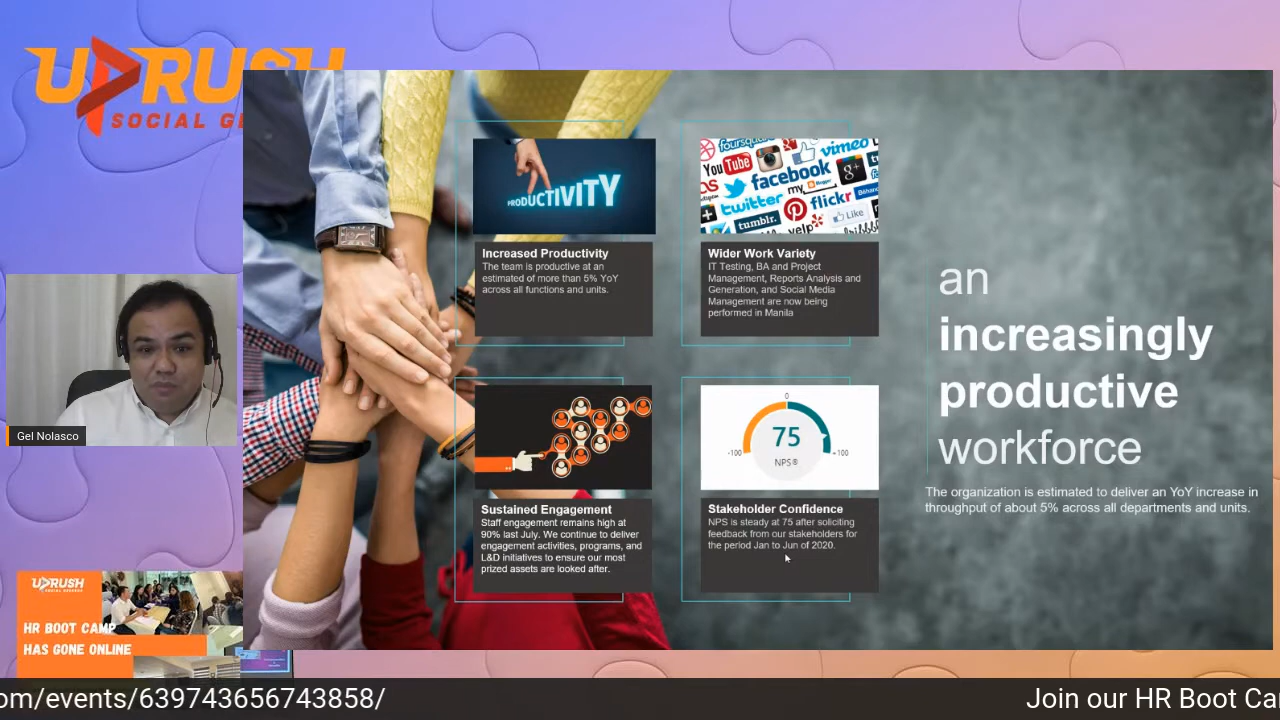 UPRUSH
SOCIAL
PRODUCTIVITY
foursquare
vimeo
You Tube
facebook
g+
my
Blogger
twitter
flickr
tumblr.
yelp
Like
Increased Productivity
The team is productive at an
estimated of more than 5% YoY
across all functions and units.
Wider Work Variety
IT Testing, BA and Project
Management, Reports Analysis and
Generation, and Social Media
Management are now being
performed in Manila
an
increasingly
productive
workforce
The organization is estimated to deliver an YoY increase in
throughput of about 5% across all departments and units.
0
75
-100
+100
NPS®
Sustained Engagement
Staff engagement remains high at
90% last July. We continue to deliver
engagement activities, programs, and
L&D initiatives to ensure our most
prized assets are looked after.
Stakeholder Confidence
NPS is steady at 75 after soliciting
feedback from our stakeholders for
the period Jan to Jun of 2020.
Gel Nolasco
UPRUSH
HR BOOT CAMP
HAS GONE ONLINE
om/events/639743656743858/
Join our HR Boot Ca